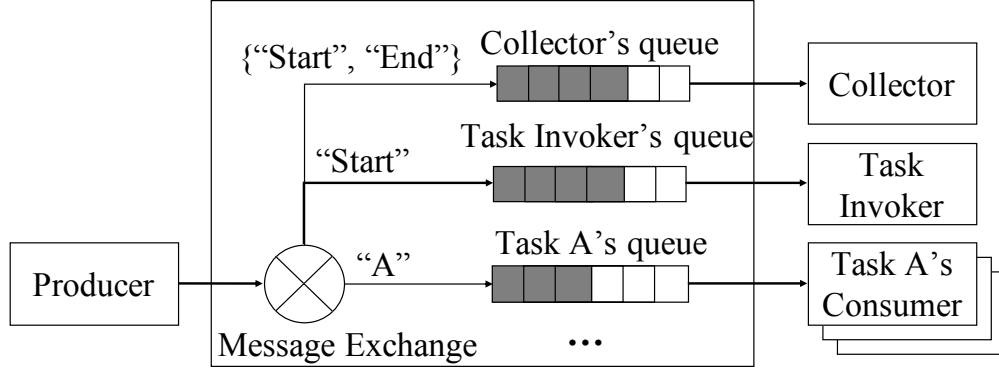 {“Start”, “End”}
Collector’s queue
Collector
“Start”
Task Invoker’s queue
Task
Invoker
Producer
“A”
Task A’s queue
Task A’s
Consumer
Message Exchange
...